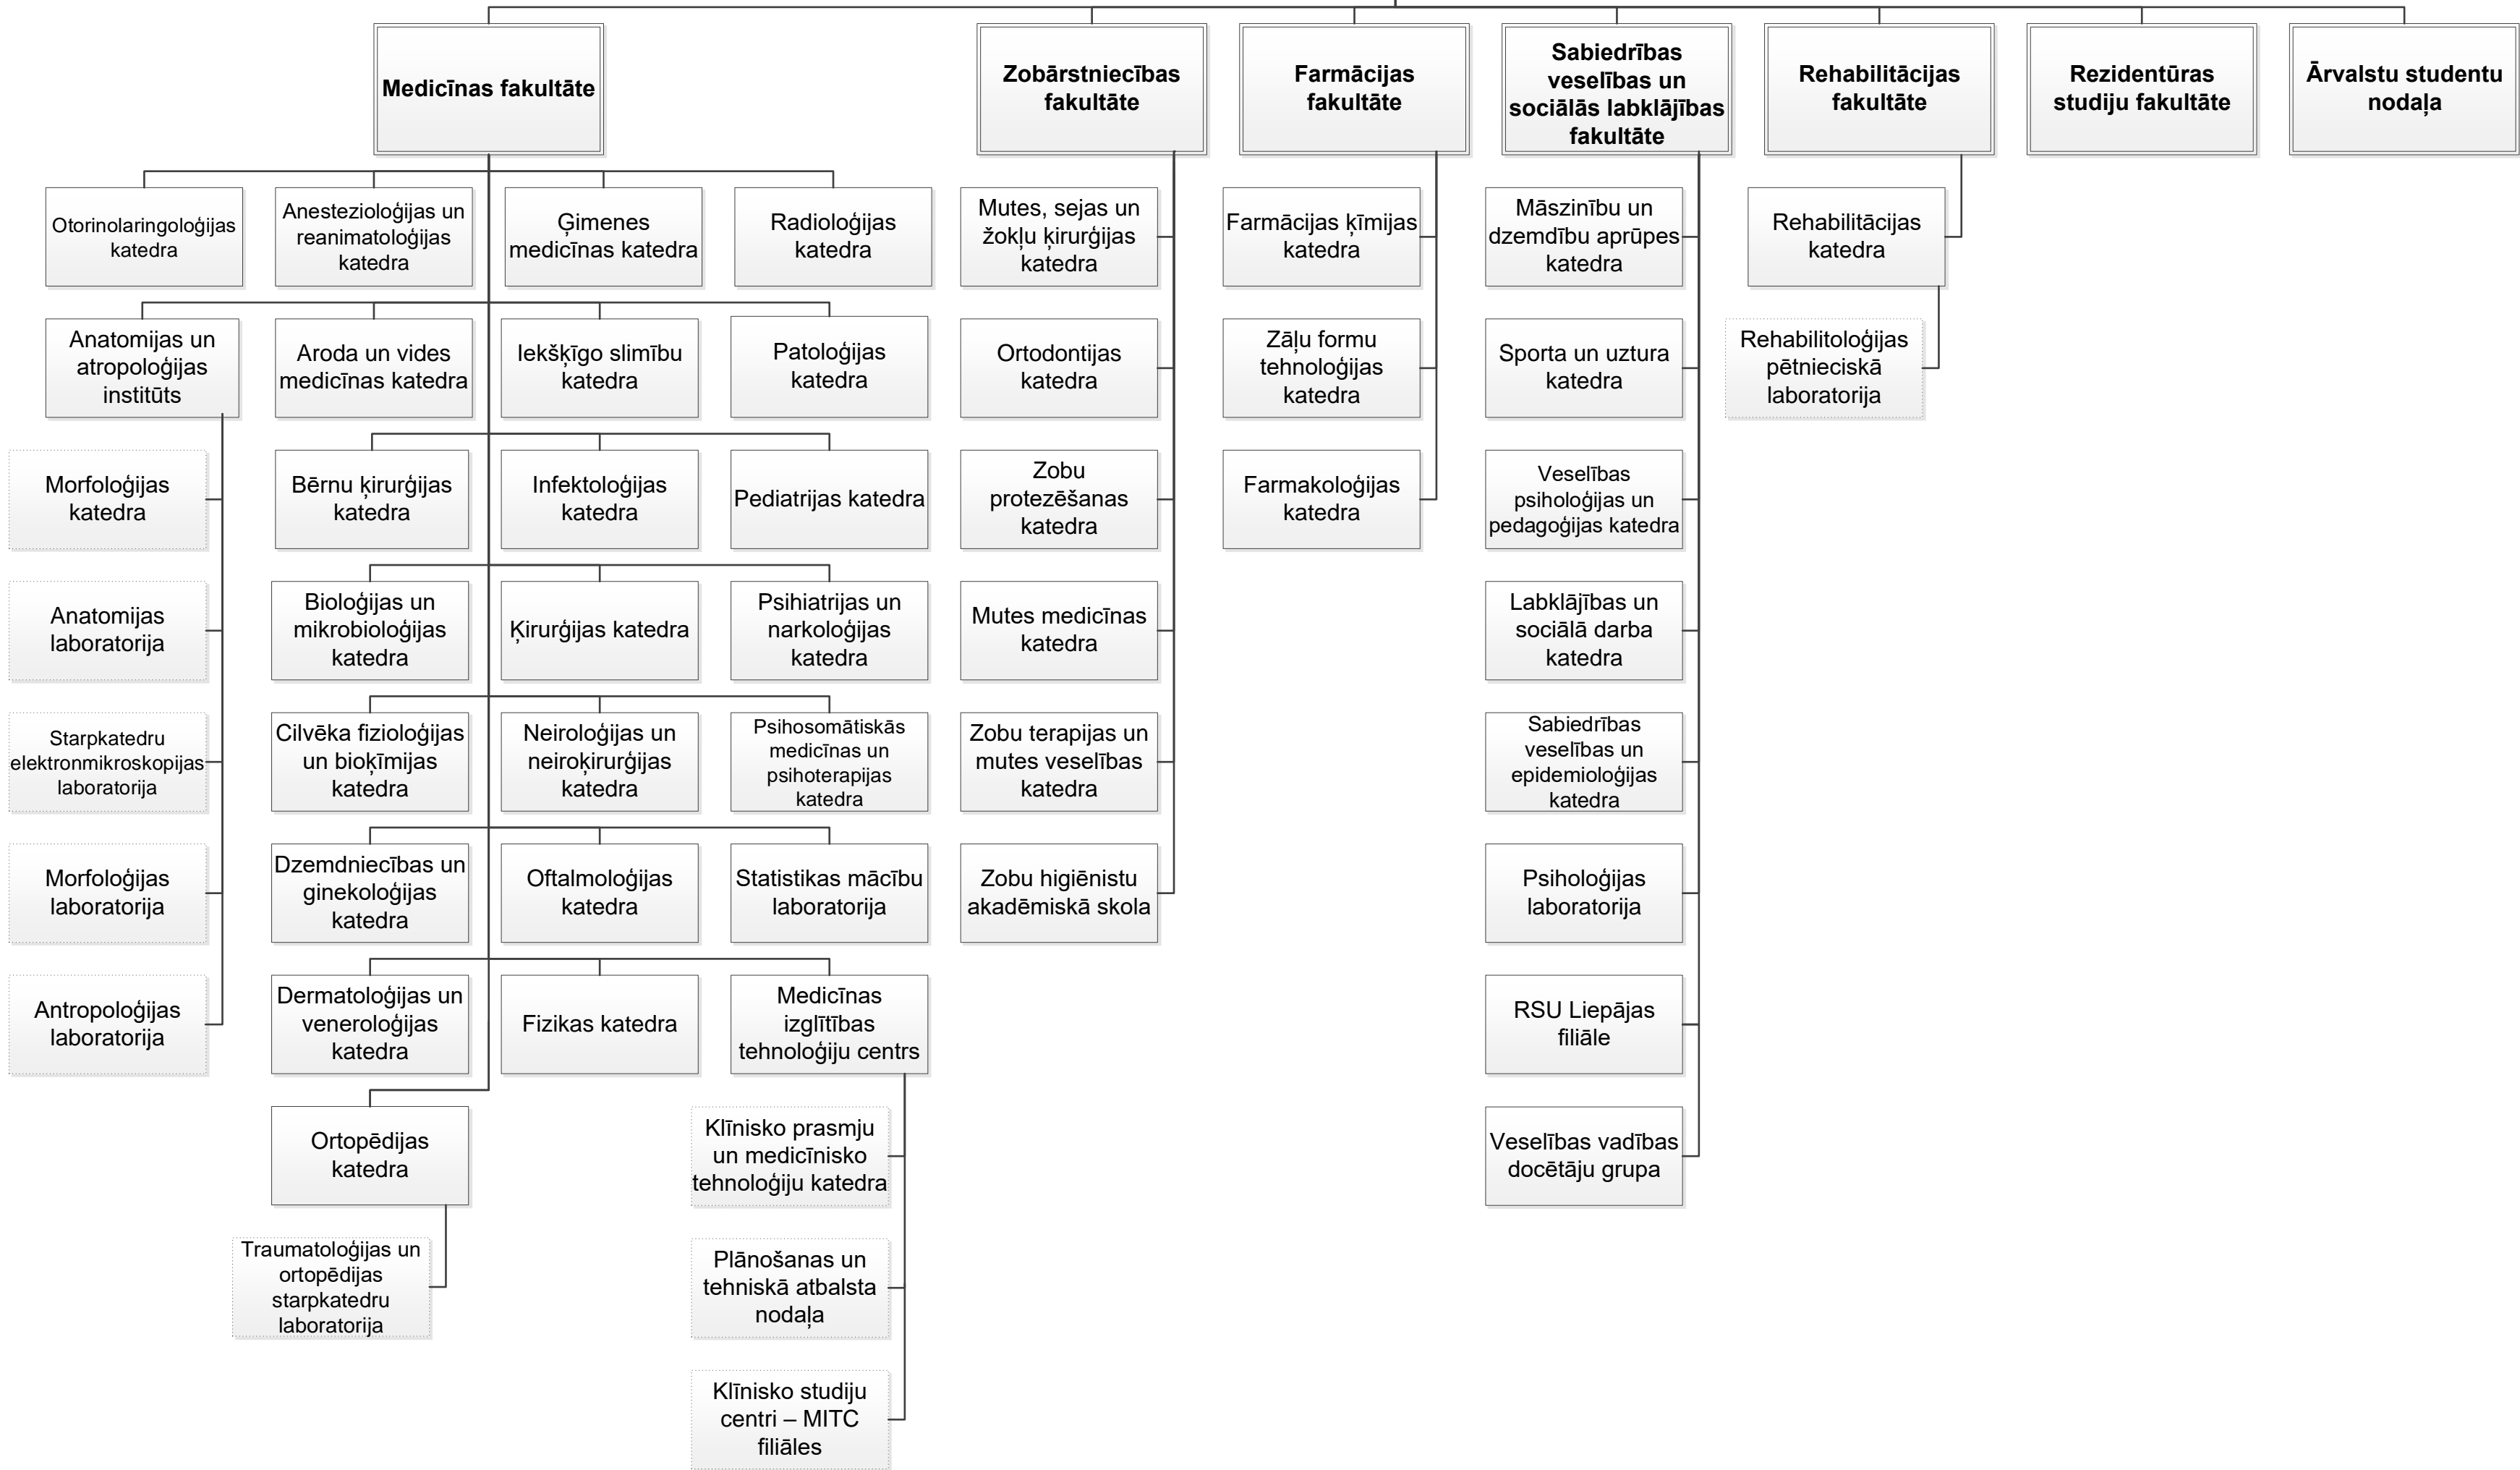 Medicīnas fakultāte
Zobārstniecības
fakultāte
Farmācijas
fakultāte
Sabiedrības
veselības un
sociālās labklājības
fakultāte
Rehabilitācijas
fakultāte
Rezidentūras
studiju fakultāte
Ārvalstu studentu
nodaļa
Otorinolaringoloģijas
katedra
Anestezioloģijas un
reanimatoloģijas
katedra
Ģimenes
medicīnas katedra
Radioloģijas
katedra
Mutes, sejas un
žokļu ķirurģijas
katedra
Farmācijas ķīmijas
katedra
Māszinību un
dzemdību aprūpes
katedra
Rehabilitācijas
katedra
Anatomijas un
atropoloģijas
institūts
Aroda un vides
medicīnas katedra
Iekšķīgo slimību
katedra
Patoloģijas
katedra
Ortodontijas
katedra
Zāļu formu
tehnoloģijas
katedra
Sporta un uztura
katedra
Rehabilitoloģijas
pētnieciskā
laboratorija
Morfoloģijas
katedra
Bērnu ķirurģijas
katedra
Infektoloģijas
katedra
Pediatrijas katedra
Zobu
protezēšanas
katedra
Farmakoloģijas
katedra
Veselības
psiholoģijas un
pedagoģijas katedra
Anatomijas
laboratorija
Bioloģijas un
mikrobioloģijas
katedra
Ķirurģijas katedra
Psihiatrijas un
narkoloģijas
katedra
Mutes medicīnas
katedra
Labklājības un
sociālā darba
katedra
Starpkatedru
elektronmikroskopijas
laboratorija
Cilvēka fizioloģijas
un bioķīmijas
katedra
Neiroloģijas un
neiroķirurģijas
katedra
Psihosomātiskās
medicīnas un
psihoterapijas
katedra
Zobu terapijas un
mutes veselības
katedra
Sabiedrības
veselības un
epidemioloģijas
katedra
Morfoloģijas
laboratorija
Dzemdniecības un
ginekoloģijas
katedra
Oftalmoloģijas
katedra
Statistikas mācību
laboratorija
Zobu higiēnistu
akadēmiskā skola
Psiholoģijas
laboratorija
Antropoloģijas
laboratorija
Dermatoloģijas un
veneroloģijas
katedra
Fizikas katedra
Medicīnas
izglītības
tehnoloģiju centrs
RSU Liepājas
filiāle
Ortopēdijas
katedra
Klīnisko prasmju
un medicīnisko
tehnoloģiju katedra
Veselības vadības
docētāju grupa
Traumatoloģijas un
ortopēdijas
starpkatedru
laboratorija
Plānošanas un
tehniskā atbalsta
nodaļa
Klīnisko studiju
centri – MITC
filiāles